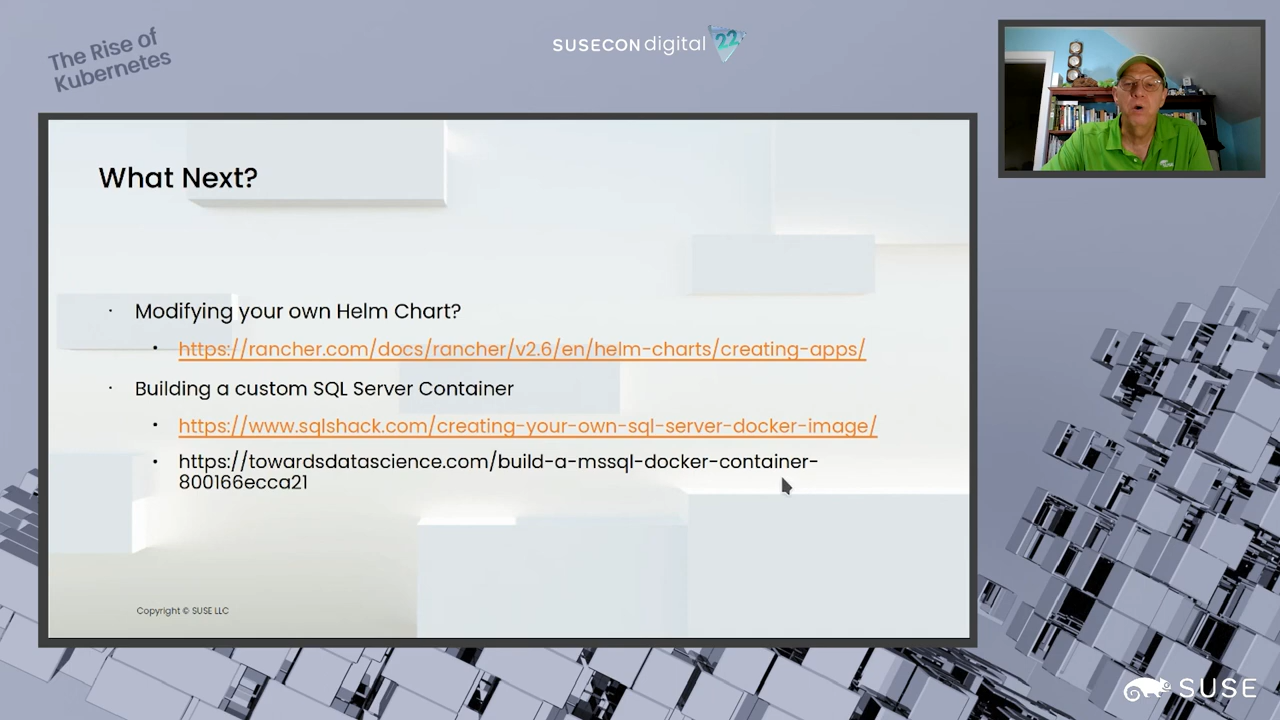 The Rise of
Kubernetes
SUSECON digital 22
What Next?
· Modifying your own Helm Chart?
• https://rancher.com/docs/rancher/v2.6/en/helm-charts/creating-apps/
· Building a custom SQL Server Container
• https://www.sqlshack.com/creating-your-own-sql-server-docker-image/
• https://towardsdatascience.com/build-a-mssql-docker-container-
800166ecca21
Copyright © SUSE LLC
SUSE